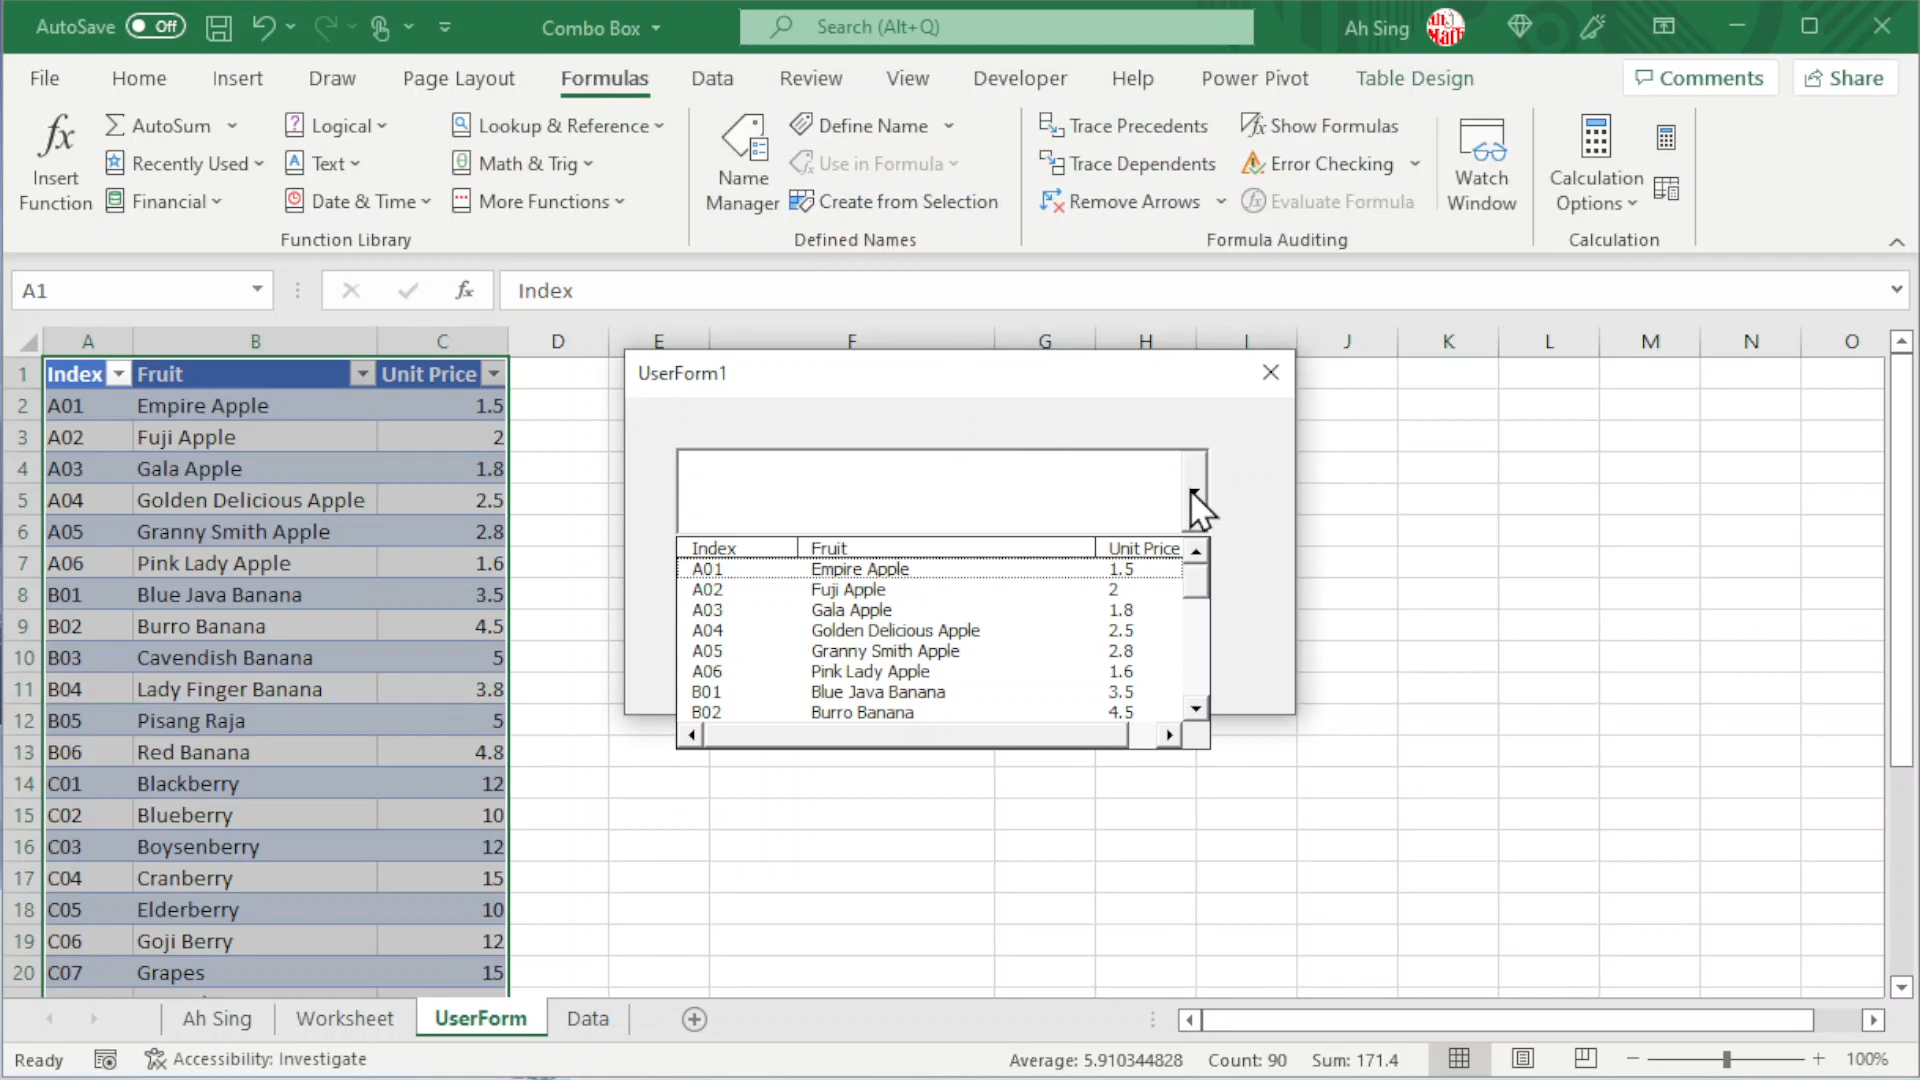 AutoSave Off Combo Box Search (Alt+Q) Ah Sing
File Home Insert Draw Page Layout Formulas Data Review View Developer Help Power Pivot Table Design Comments Share
fx Insert Function
AutoSum
Recently Used
Financial
Logical
Text
Date & Time
Lookup & Reference
Math & Trig
More Functions
Function Library
Name Manager
Define Name
Use in Formula
Create from Selection
Defined Names
Trace Precedents
Trace Dependents
Remove Arrows
Show Formulas
Error Checking
Evaluate Formula
Formula Auditing
Watch Window
Calculation Options
Calculation
A1 fx Index
A B C D E F G H I J K L M N O
1 Index Fruit Unit Price
2 A01 Empire Apple 1.5
3 A02 Fuji Apple 2
4 A03 Gala Apple 1.8
5 A04 Golden Delicious Apple 2.5
6 A05 Granny Smith Apple 2.8
7 A06 Pink Lady Apple 1.6
8 B01 Blue Java Banana 3.5
9 B02 Burro Banana 4.5
10 B03 Cavendish Banana 5
11 B04 Lady Finger Banana 3.8
12 B05 Pisang Raja 5
13 B06 Red Banana 4.8
14 C01 Blackberry 12
15 C02 Blueberry 10
16 C03 Boysenberry 12
17 C04 Cranberry 15
18 C05 Elderberry 10
19 C06 Goji Berry 12
20 C07 Grapes 15
UserForm1
Index Fruit Unit Price
A01 Empire Apple 1.5
A02 Fuji Apple 2
A03 Gala Apple 1.8
A04 Golden Delicious Apple 2.5
A05 Granny Smith Apple 2.8
A06 Pink Lady Apple 1.6
B01 Blue Java Banana 3.5
B02 Burro Banana 4.5
Ah Sing Worksheet UserForm Data
Ready Accessibility: Investigate Average: 5.910344828 Count: 90 Sum: 171.4 100%